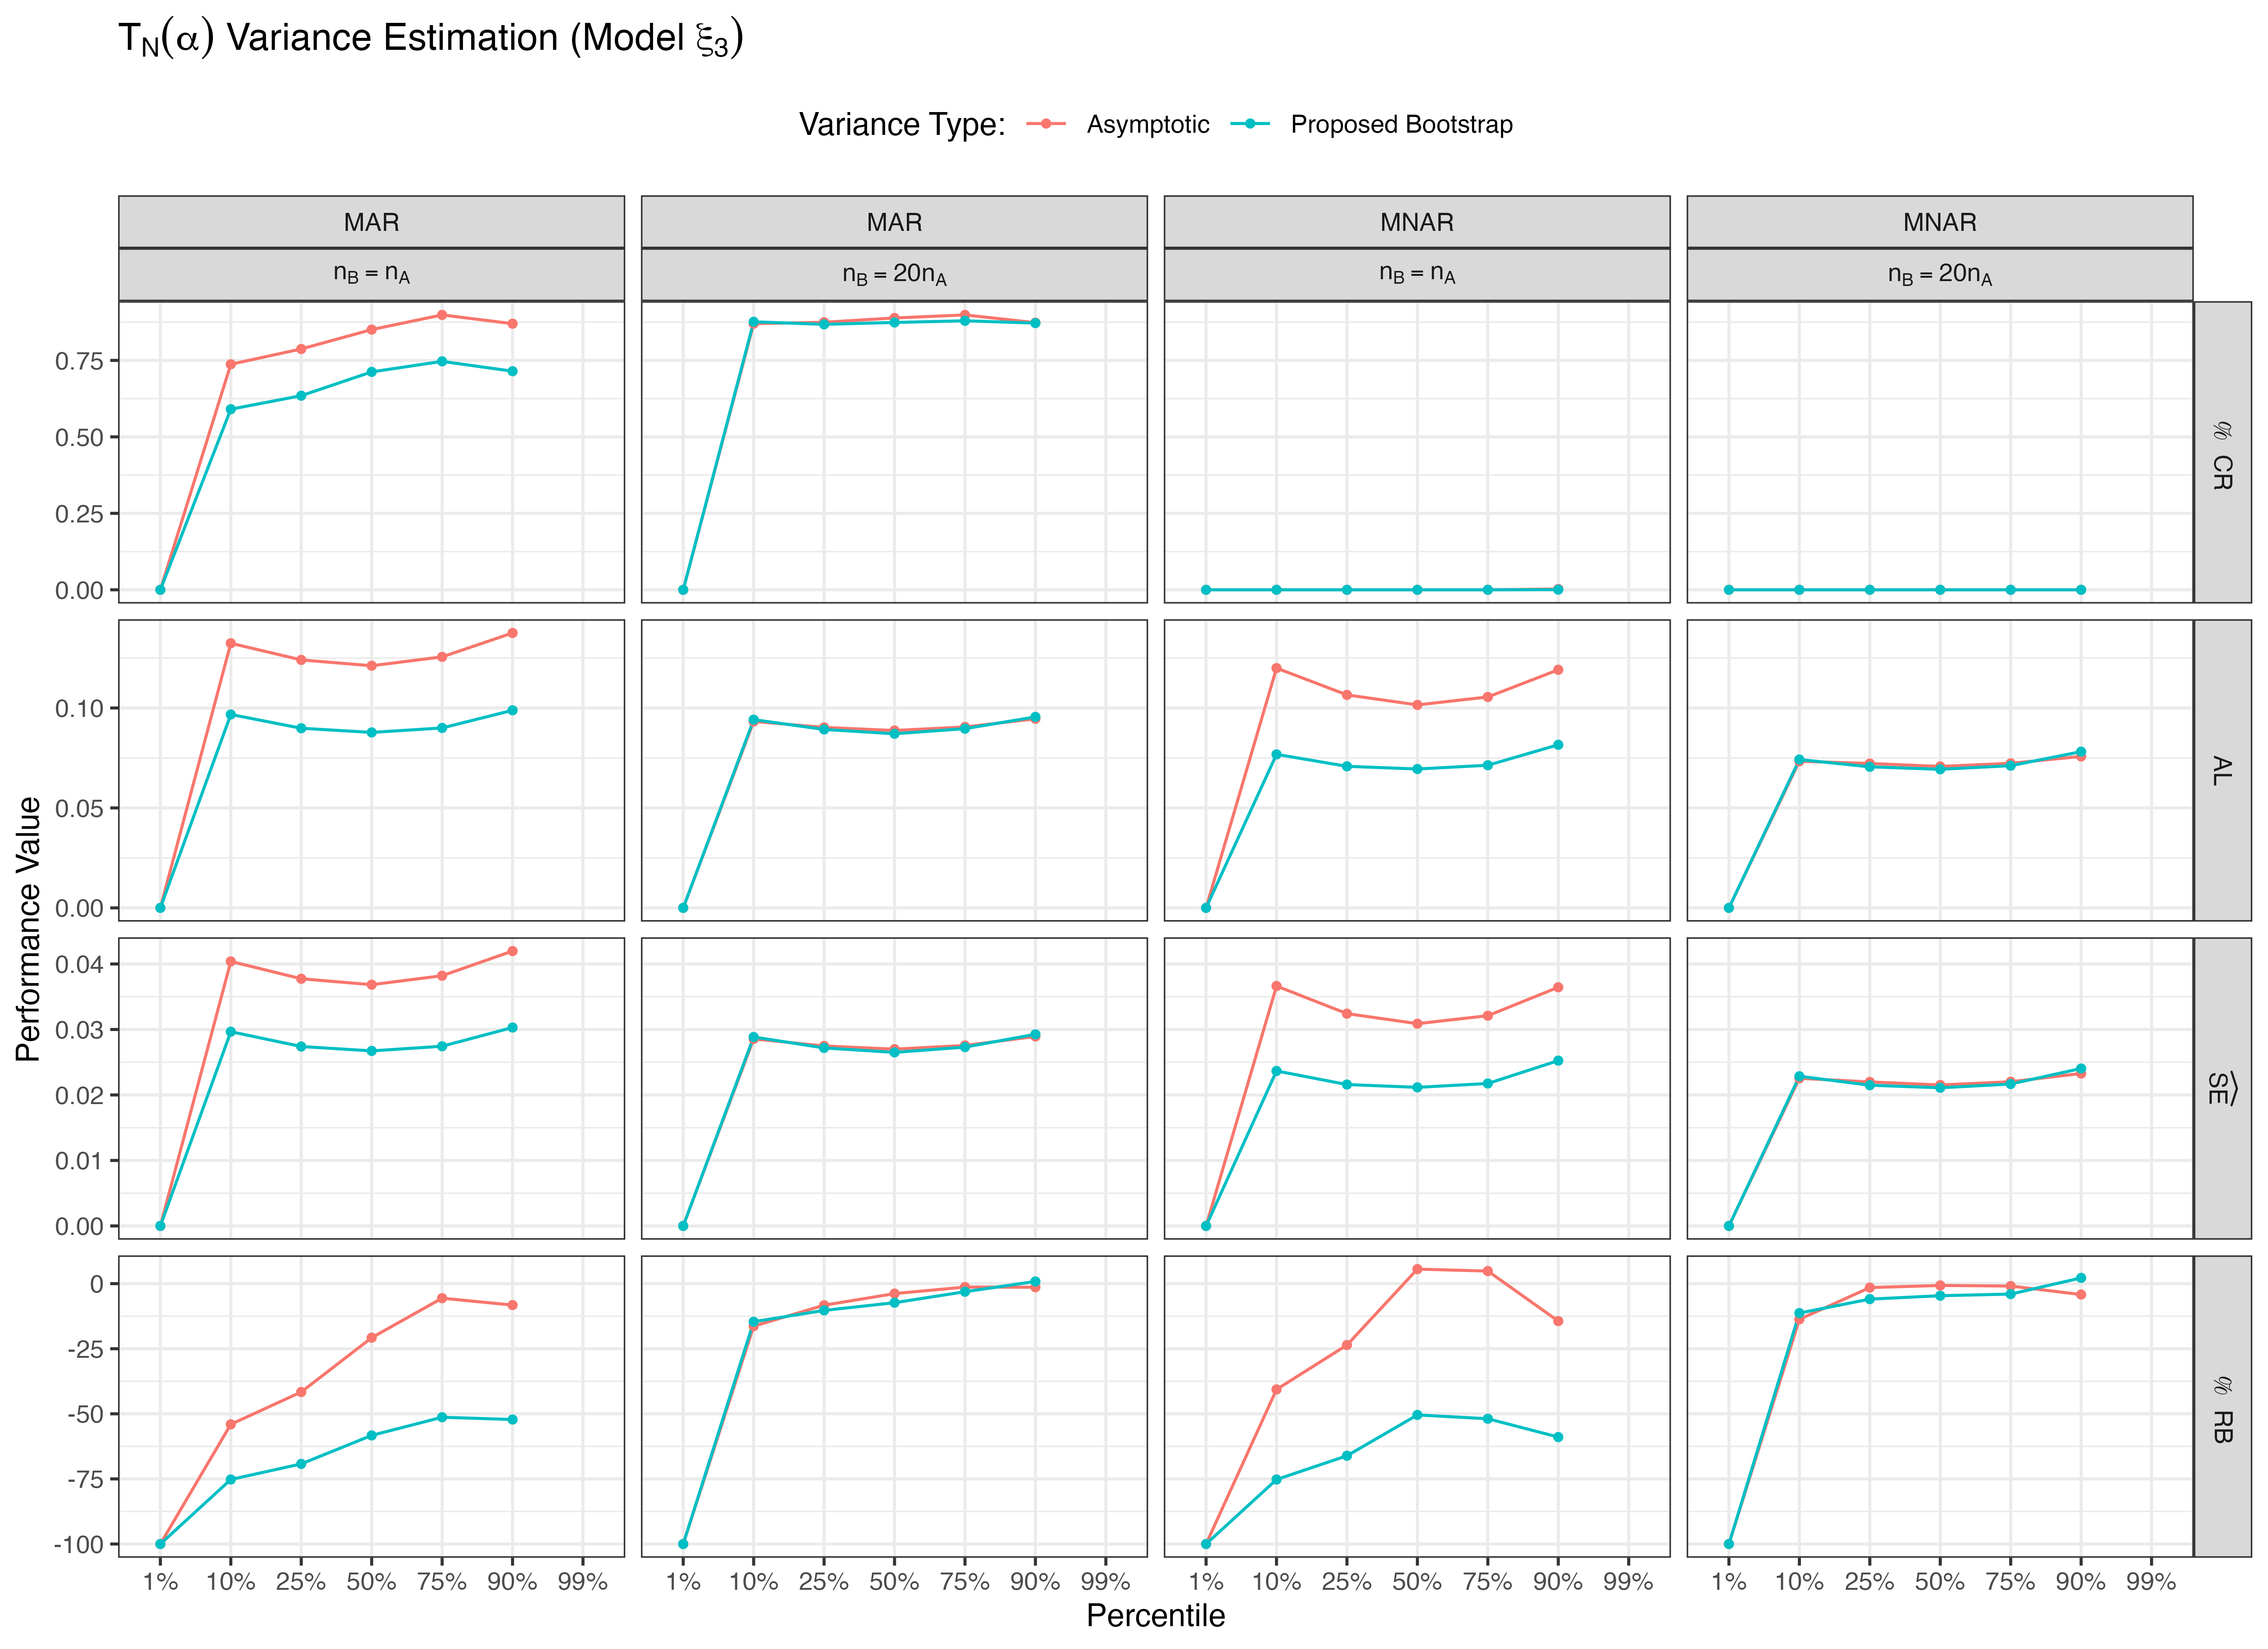 T_N(α) Variance Estimation (Model ξ_3)
Variance Type: Asymptotic Proposed Bootstrap
MAR MAR MNAR MNAR
n_B = n_A n_B = 20n_A n_B = n_A n_B = 20n_A
0.75
0.50
0.25
0.00
% CR
0.10
0.05
0.00
AL
Performance Value
0.04
0.03
0.02
0.01
0.00
SE
0
-25
-50
-75
-100
% RB
1% 10% 25% 50% 75% 90% 99% 1% 10% 25% 50% 75% 90% 99% 1% 10% 25% 50% 75% 90% 99% 1% 10% 25% 50% 75% 90% 99%
Percentile